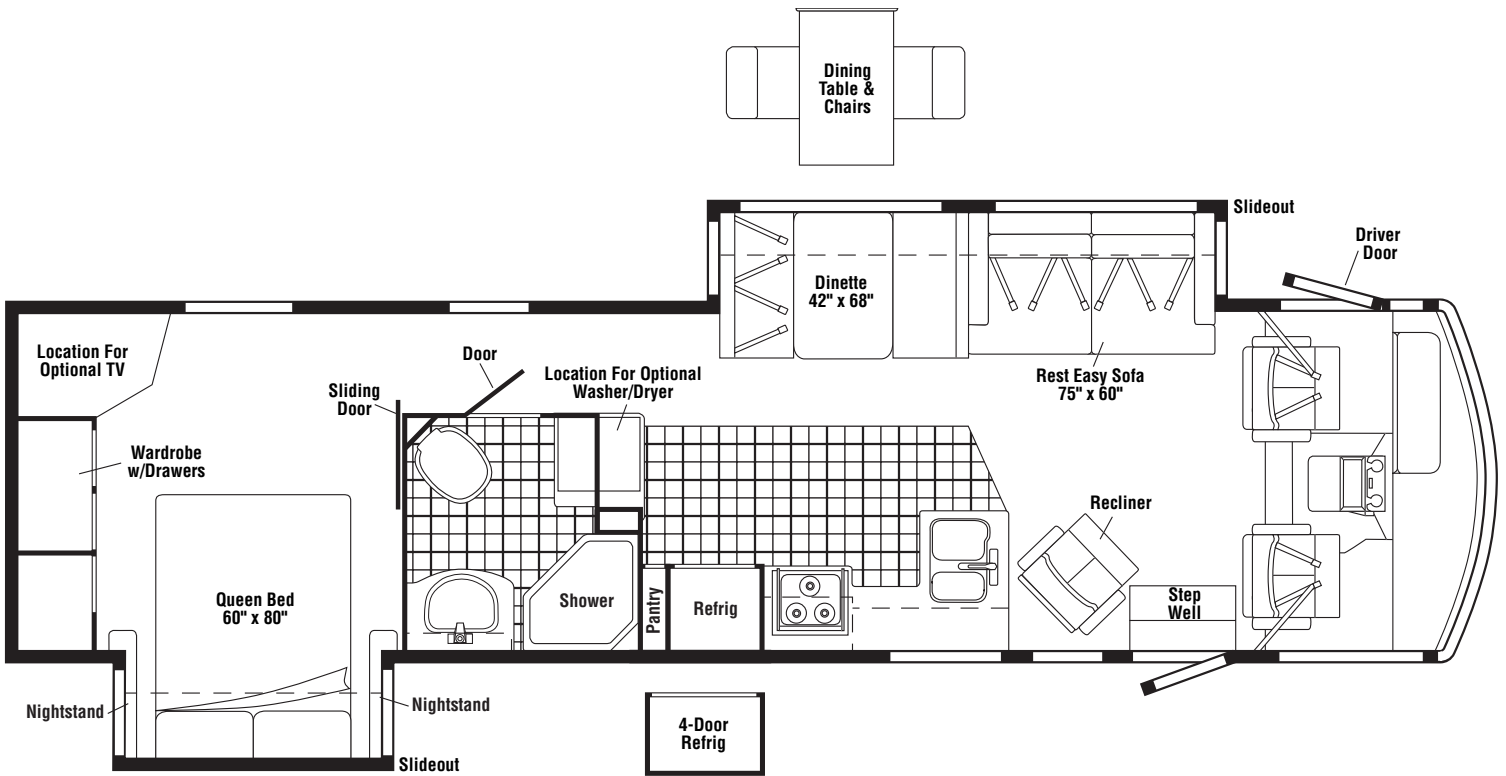 Dining
Table &
Chairs
Slideout
Driver
Door
Dinette
42" x 68"
Location For
Optional TV
Door
Location For Optional
Washer/Dryer
Sliding
Door
Rest Easy Sofa
75" x 60"
Wardrobe
w/Drawers
Recliner
Queen Bed
60" x 80"
Shower
Pantry
Refrig
Step
Well
Nightstand
Nightstand
4-Door
Refrig
Slideout